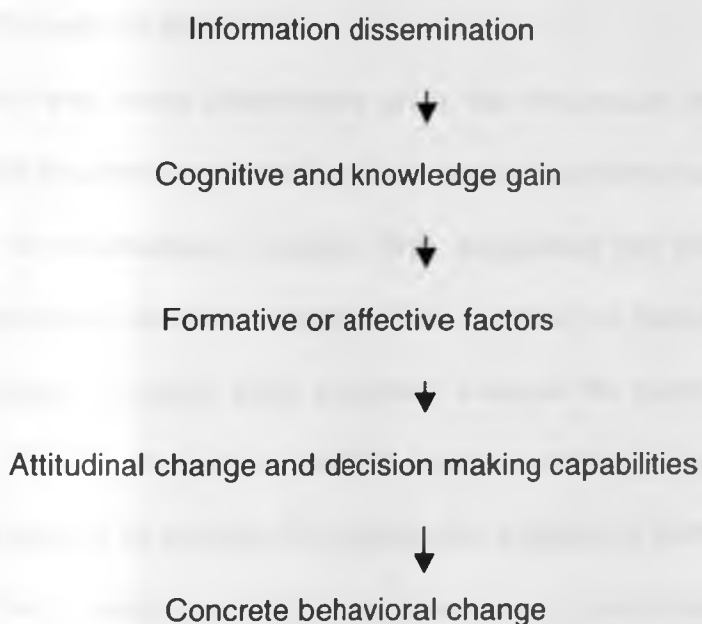 Information dissemination
Cognitive and knowledge gain
Formative or affective factors
Attitudinal change and decision making capabilities
Concrete behavioral change